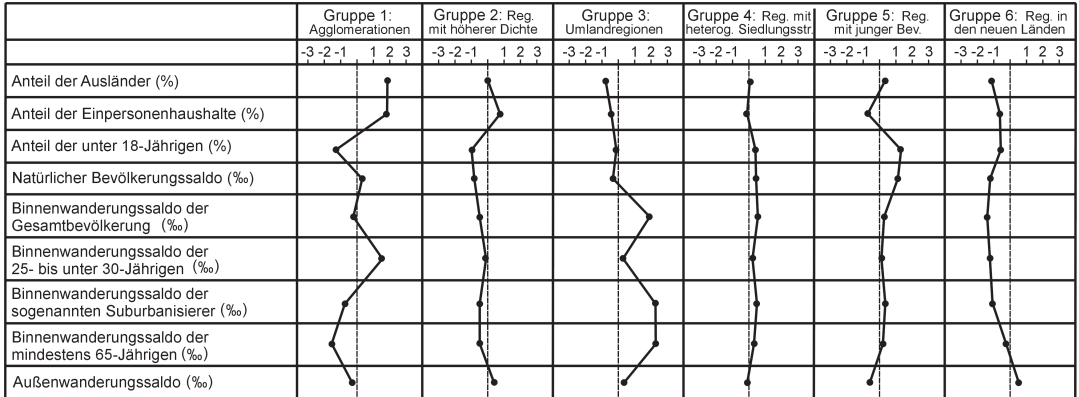 Gruppe 1:
Agglomerationen
Gruppe 2: Reg.
mit höherer Dichte
Gruppe 3:
Umlandregionen
Gruppe 4: Reg. mit
heterog. Siedlungsstr.
Gruppe 5: Reg.
mit junger Bev.
Gruppe 6: Reg. in
den neuen Länden
-3 -2 -1 1 2 3
-3 -2 -1 1 2 3
-3 -2 -1 1 2 3
-3 -2 -1 1 2 3
-3 -2 -1 1 2 3
-3 -2 -1 1 2 3
Anteil der Ausländer (%)
Anteil der Einpersonenhaushalte (%)
Anteil der unter 18-Jährigen (%)
Natürlicher Bevölkerungssaldo (‰)
Binnenwanderungssaldo der
Gesamtbevölkerung (‰)
Binnenwanderungssaldo der
25- bis unter 30-Jährigen (‰)
Binnenwanderungssaldo der
sogenannten Suburbanisierer (‰)
Binnenwanderungssaldo der
mindestens 65-Jährigen (‰)
Außenwanderungssaldo (‰)